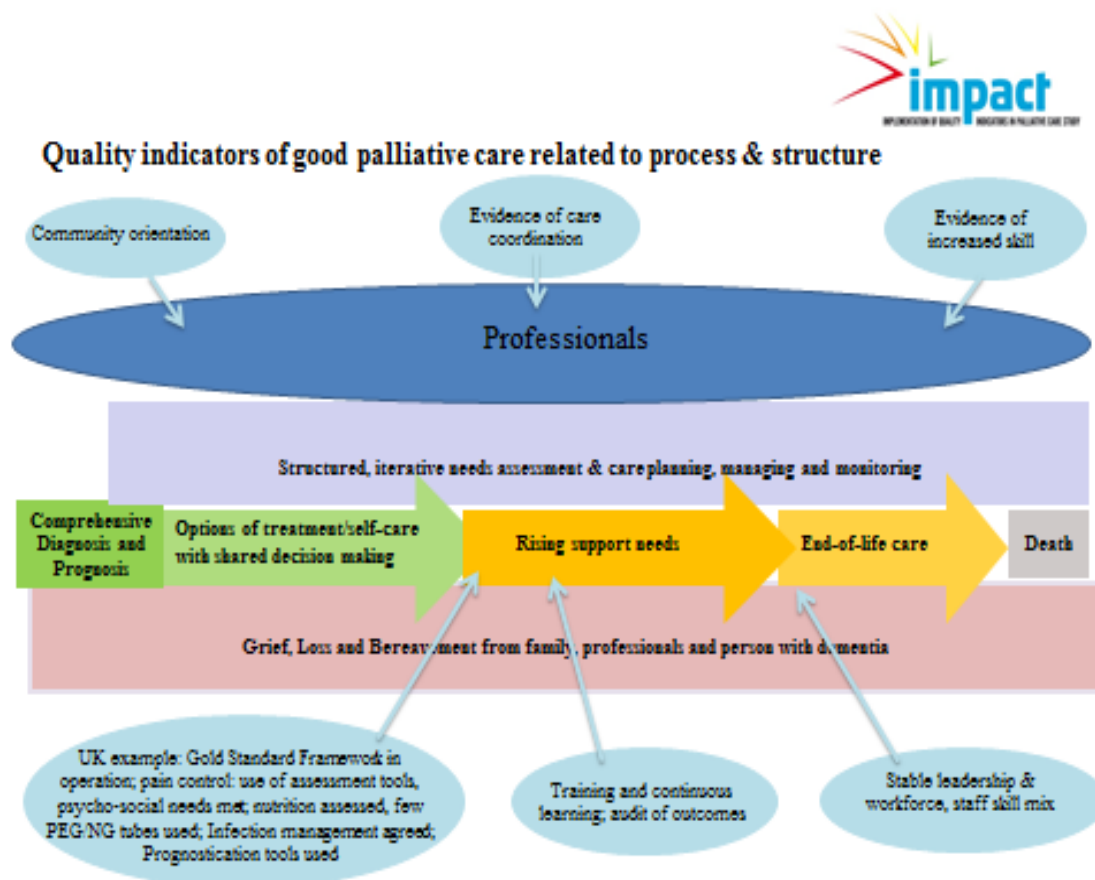 impact
IMPLEMENTATION OF QUALITY INDICATORS IN PALLIATIVE CARE STUDY
Quality indicators of good palliative care related to process & structure
Community orientation
Evidence of care
coordination
Evidence of
increased skill
Professionals
Structured, iterative needs assessment & care planning, managing and monitoring
Comprehensive
Diagnosis and
Prognosis
Options of treatment/self-care
with shared decision making
Rising support needs
End-of-life care
Death
Grief, Loss and Bereavement from family, professionals and person with dementia
UK example: Gold Standard Framework in
operation; pain control: use of assessment tools,
psycho-social needs met; nutrition assessed, few
PEG/NG tubes used; Infection management agreed;
Prognostication tools used
Training and continuous
learning; audit of outcomes
Stable leadership &
workforce, staff skill mix